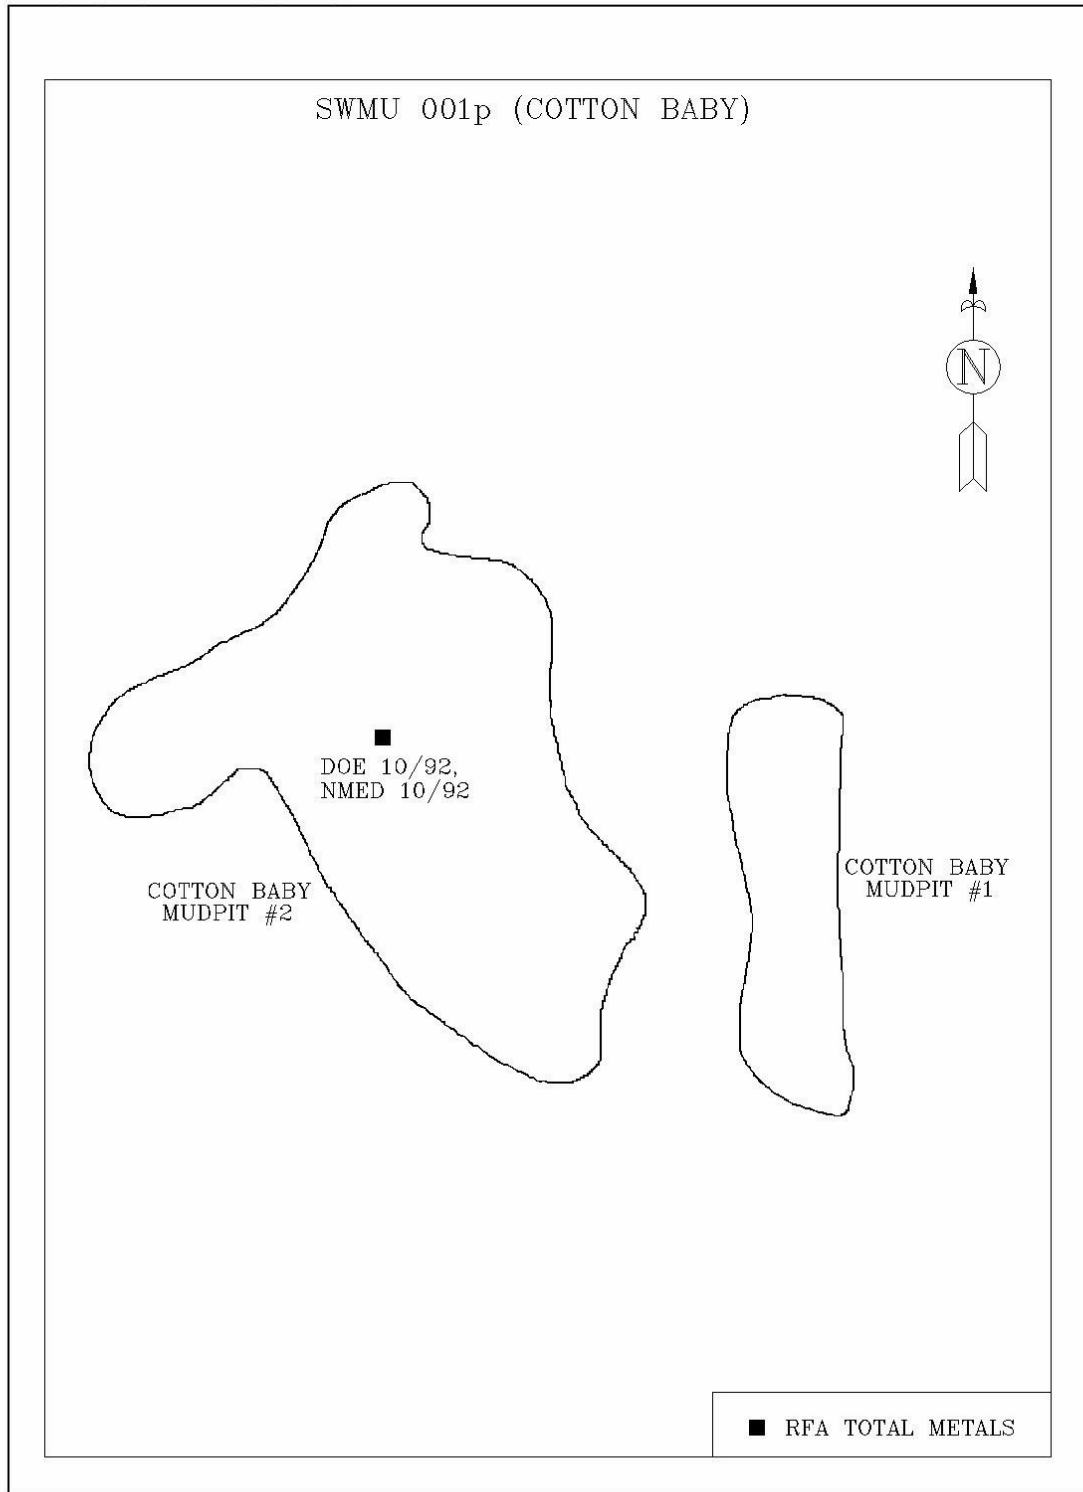 SWMU 001p (COTTON BABY)
N
DOE 10/92,
NMED 10/92
COTTON BABY
MUDPIT #2
COTTON BABY
MUDPIT #1
RFA TOTAL METALS